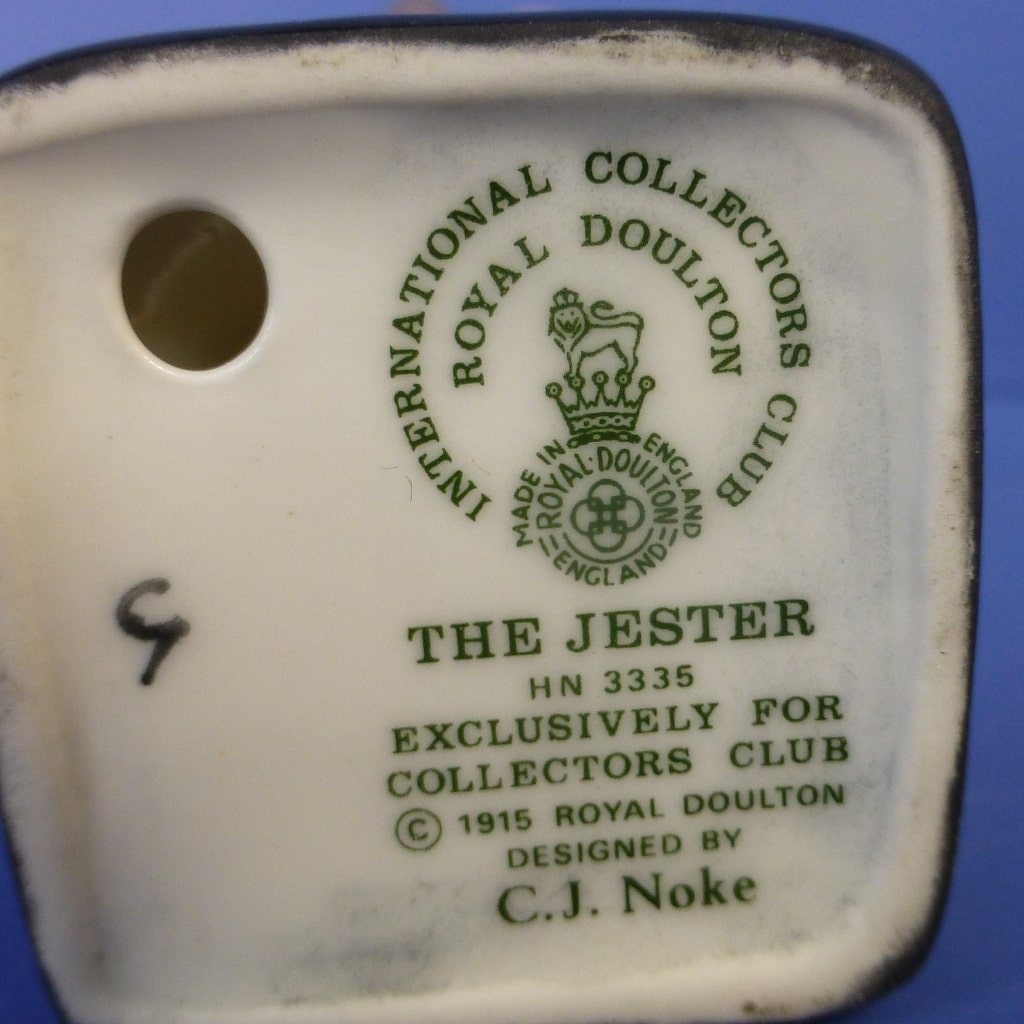 INTERNATIONAL COLLECTORS CLUB
ROYAL DOULTON
MADE IN ENGLAND
ROYAL·DOULTON
ENGLAND
THE JESTER
HN 3335
EXCLUSIVELY FOR
COLLECTORS CLUB
© 1915 ROYAL DOULTON
DESIGNED BY
C.J. Noke